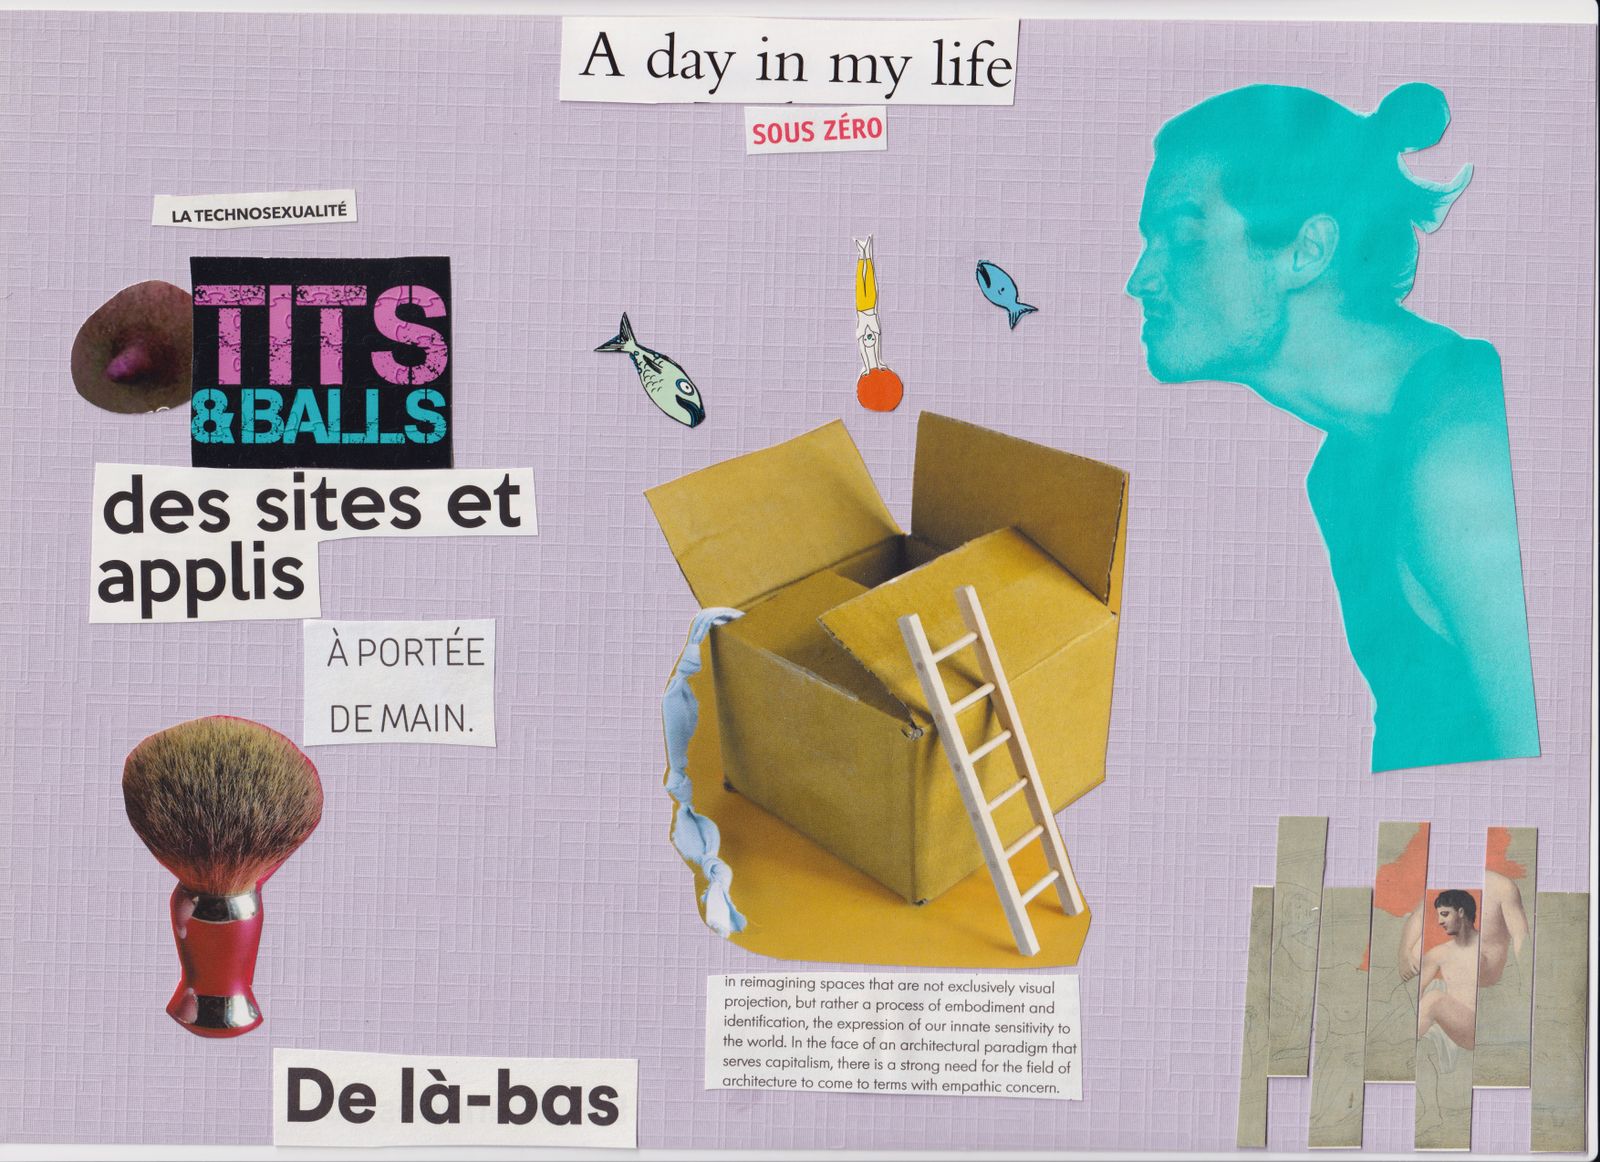 A day in my life
SOUS ZÉRO
LA TECHNOSEXUALITÉ
TITS
&BALLS
des sites et
applis
À PORTÉE
DE MAIN.
in reimagining spaces that are not exclusively visual
projection, but rather a process of embodiment and
identification, the expression of our innate sensitivity to
the world. In the face of an architectural paradigm that
serves capitalism, there is a strong need for the field of
architecture to come to terms with empathic concern.
De là-bas